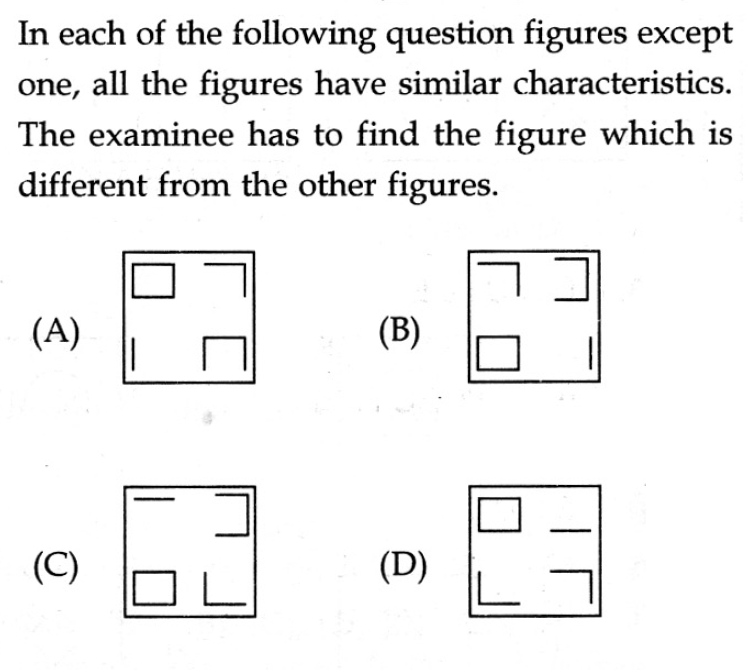 In each of the following question figures except
one, all the figures have similar characteristics.
The examinee has to find the figure which is
different from the other figures.
(A)
(B)
(C)
(D)